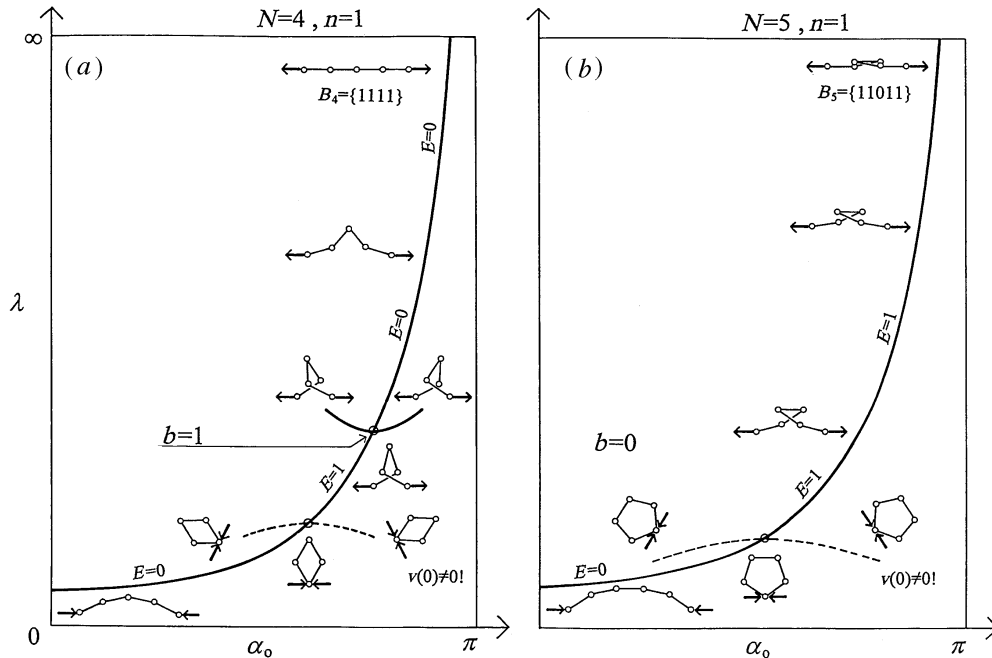 N=4 , n=1
∞
(a)
B₄={1111}
E=0
λ
E=0
b=1
E=1
v(0)≠0!
E=0
0
α₀
π
N=5 , n=1
(b)
B₅={11011}
E=1
b=0
E=1
v(0)≠0!
E=0
0
α₀
π